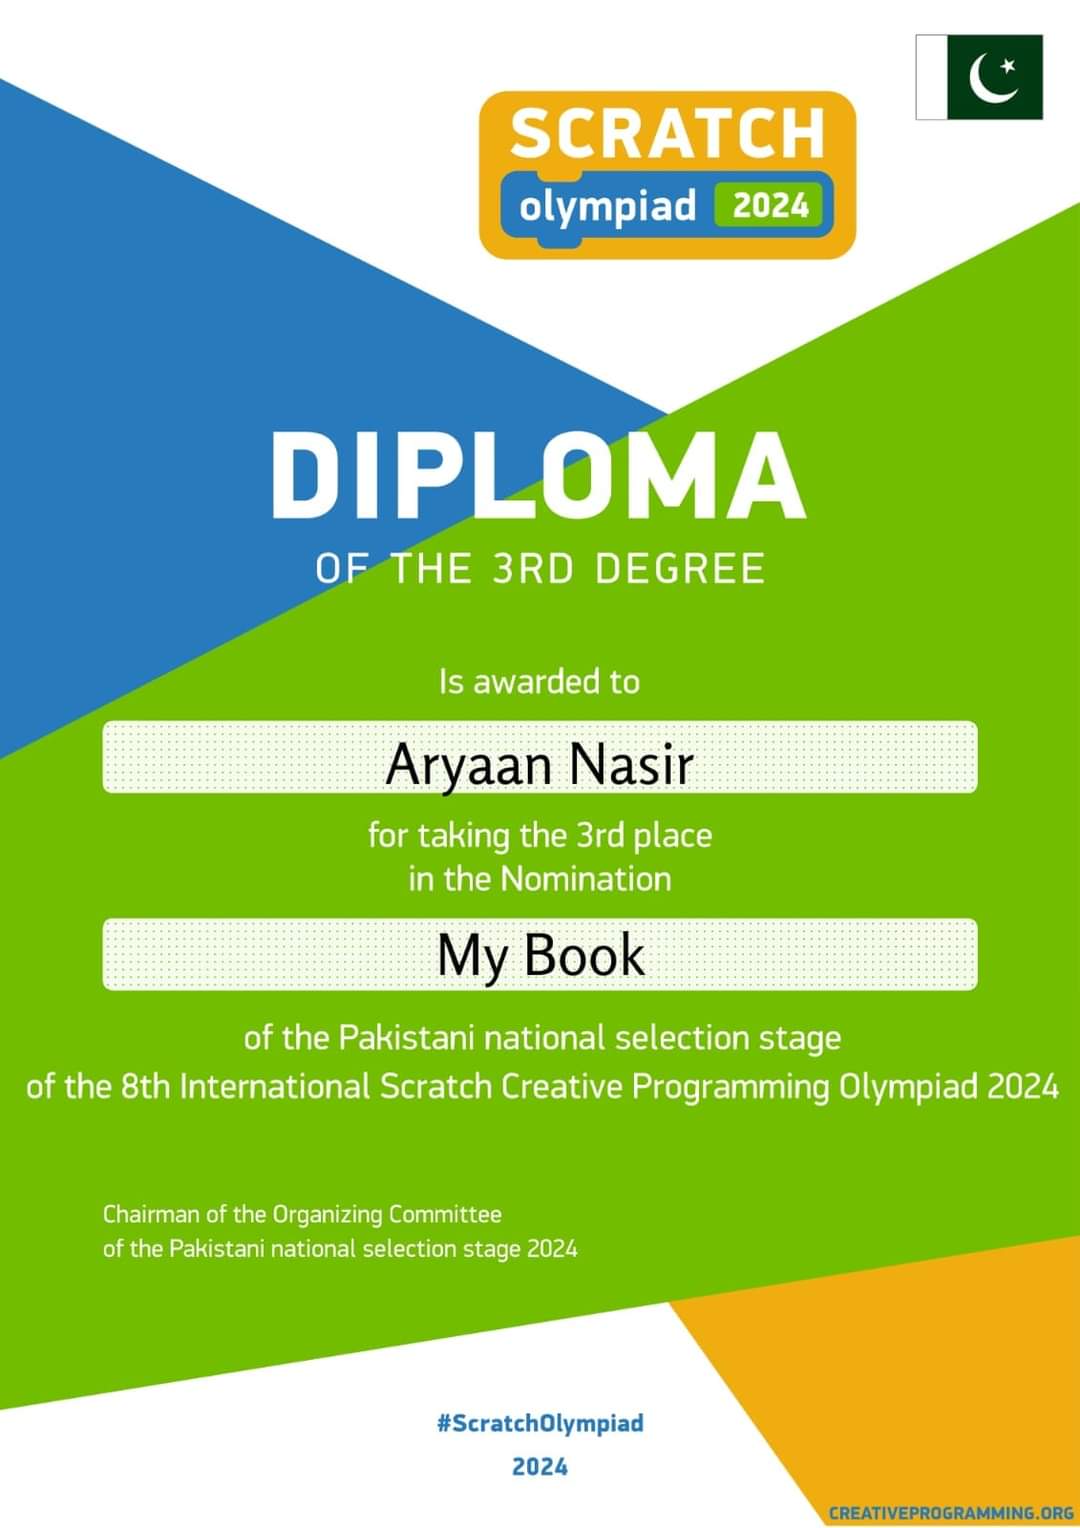 SCRATCH
olympiad 2024
DIPLOMA
OF THE 3RD DEGREE
Is awarded to
Aryaan Nasir
for taking the 3rd place
in the Nomination
My Book
of the Pakistani national selection stage
of the 8th International Scratch Creative Programming Olympiad 2024
Chairman of the Organizing Committee
of the Pakistani national selection stage 2024
#ScratchOlympiad
2024
CREATIVEPROGRAMMING.ORG